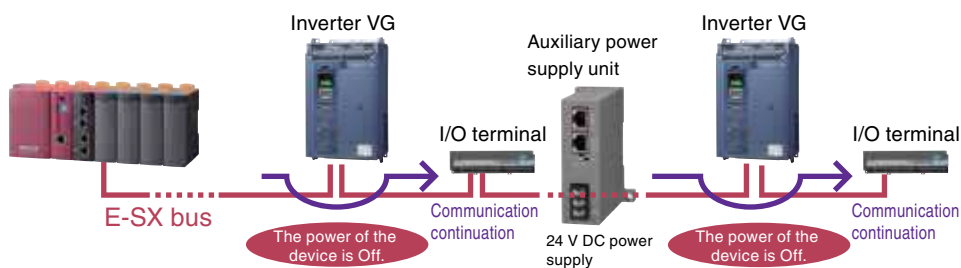 Inverter VG
Auxiliary power
supply unit
Inverter VG
I/O terminal
I/O terminal
E-SX bus
Communication
continuation
Communication
continuation
The power of the
device is Off.
24 V DC power
supply
The power of the
device is Off.